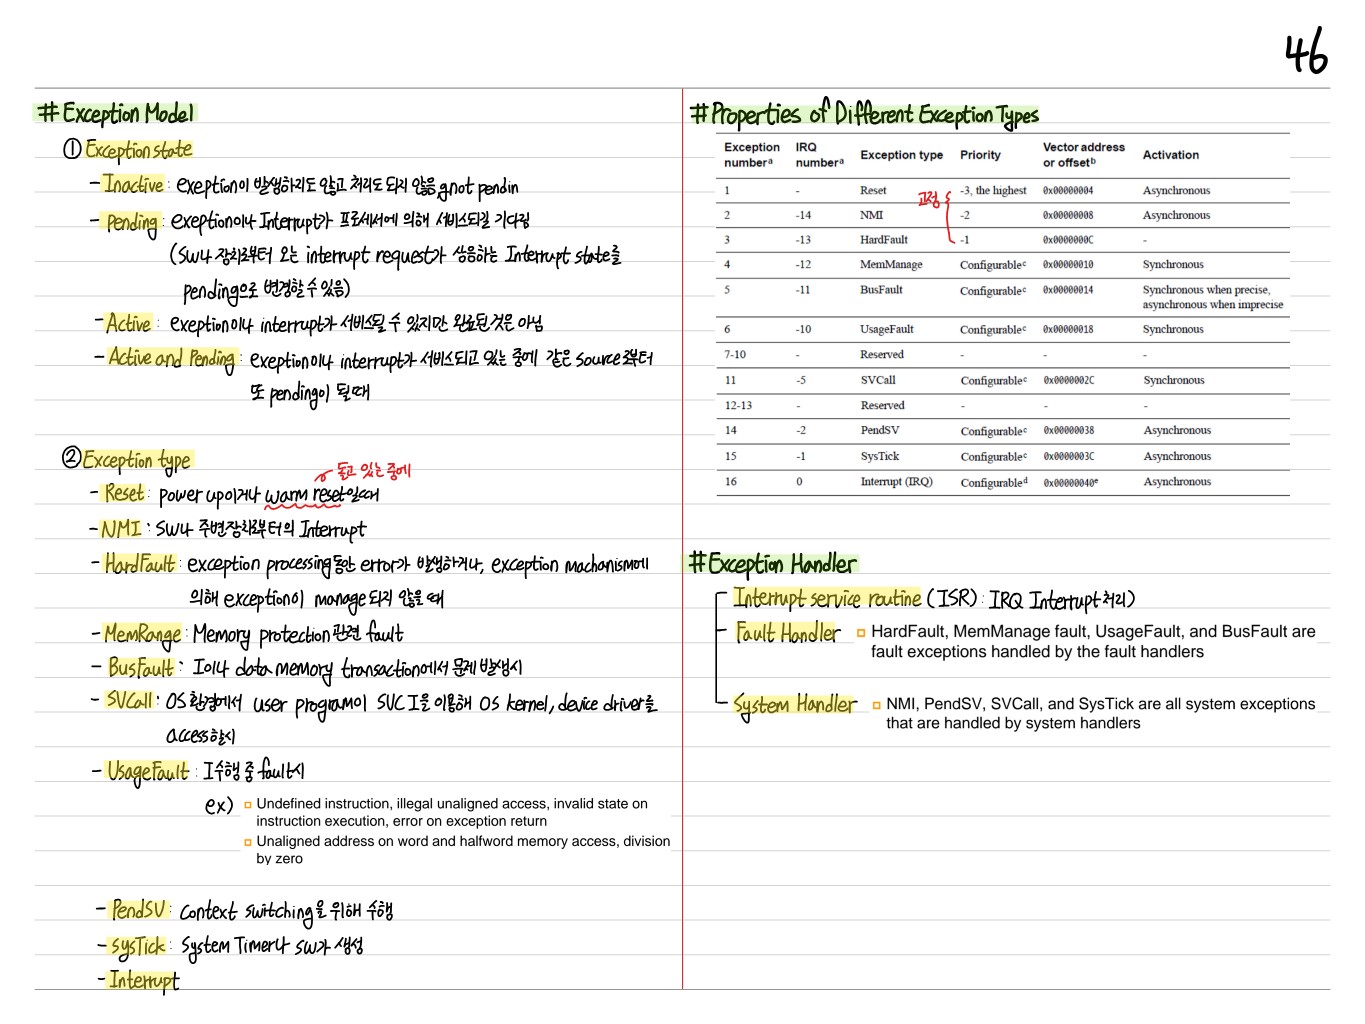 46
# Exception Model
① Exception state
- Inactive : exeption이 발생하지도 않고 처리도 되지 않음, not pendin
- Pending : exeption이나 Interrupt가 프로세서에 의해 서비스되길 기다림
(SW나 장치로부터 오는 interrupt request가 상응하는 Interrupt state를
pending으로 변경할 수 있음)
- Active : exeption이나 interrupt가 서비스될 수 있지만 완료된 것은 아님
- Active and Pending : exeption이나 interrupt가 서비스되고 있는 중에 같은 source로부터
또 pending이 될 때
② Exception type
돌고 있는 중에
- Reset : power up이거나 warm reset일때
- NMI : SW나 주변장치로부터의 Interrupt
- HardFault : exception processing동안 error가 발생하거나, exception machanism에
의해 exception이 manage되지 않을 때
- MemRange : Memory protection 관련 fault
- BusFault : I이나 data memory transaction에서 문제 발생시
- SVCall : OS 환경에서 user program이 SVC I을 이용해 OS kernel, device driver를
access할시
- UsageFault : I수행 중 fault시
ex) Undefined instruction, illegal unaligned access, invalid state on
instruction execution, error on exception return
Unaligned address on word and halfword memory access, division
by zero
- PendSV : Context switching을 위해 수행
- sysTick : System Timer나 SW가 생성
- Interrupt
# Properties of Different Exception Types
Exception number^a IRQ number^a Exception type Priority Vector address or offset^b Activation
1 - Reset -3, the highest 0x00000004 Asynchronous
고정
2 -14 NMI -2 0x00000008 Asynchronous
3 -13 HardFault -1 0x0000000C -
4 -12 MemManage Configurable^c 0x00000010 Synchronous
5 -11 BusFault Configurable^c 0x00000014 Synchronous when precise,
asynchronous when imprecise
6 -10 UsageFault Configurable^c 0x00000018 Synchronous
7-10 - Reserved - - -
11 -5 SVCall Configurable^c 0x0000002C Synchronous
12-13 - Reserved - - -
14 -2 PendSV Configurable^c 0x00000038 Asynchronous
15 -1 SysTick Configurable^c 0x0000003C Asynchronous
16 0 Interrupt (IRQ) Configurable^d 0x00000040^e Asynchronous
# Exception Handler
Interrupt service routine (ISR) : IRQ Interrupt 처리)
Fault Handler HardFault, MemManage fault, UsageFault, and BusFault are
fault exceptions handled by the fault handlers
System Handler NMI, PendSV, SVCall, and SysTick are all system exceptions
that are handled by system handlers